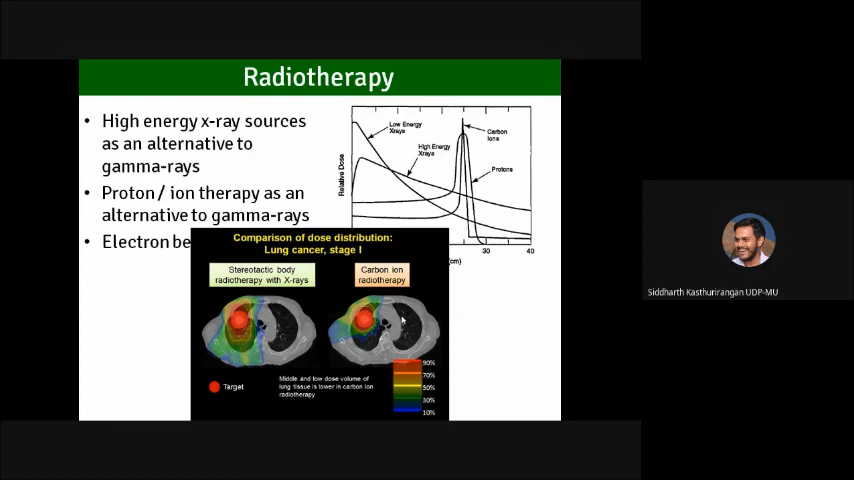 Radiotherapy
• High energy x-ray sources
as an alternative to
gamma-rays
• Proton / ion therapy as an
alternative to gamma-rays
• Electron be
Relative Dose
Low Energy
Xrays
High Energy
Xrays
Carbon
Ions
Protons
30
40
(cm)
Comparison of dose distribution:
Lung cancer, stage I
Stereotactic body
radiotherapy with X-rays
Carbon ion
radiotherapy
Target
Middle and low dose volume of
lung tissue is lower in carbon ion
radiotherapy
90%
70%
50%
30%
10%
Siddharth Kasthurirangan UDP-MU